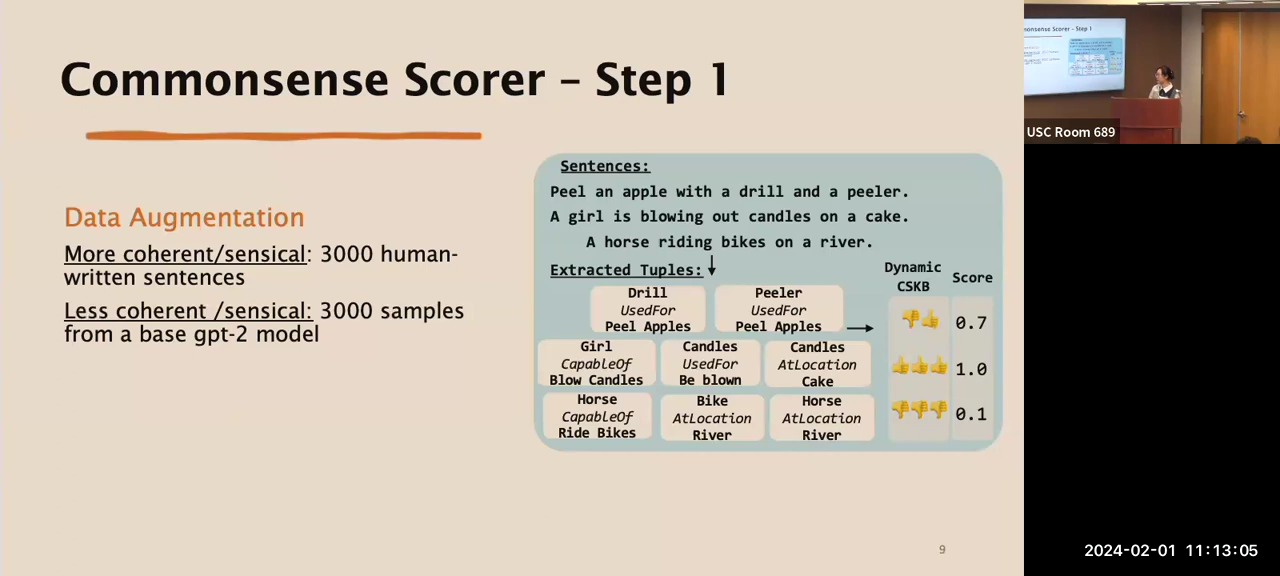 Commonsense Scorer – Step 1
Data Augmentation
More coherent/sensical: 3000 human-
written sentences
Less coherent /sensical: 3000 samples
from a base gpt-2 model
Sentences:
Peel an apple with a drill and a peeler.
A girl is blowing out candles on a cake.
A horse riding bikes on a river.
Extracted Tuples:
Dynamic
CSKB
Score
Drill
UsedFor
Peel Apples
Peeler
UsedFor
Peel Apples
0.7
Girl
CapableOf
Blow Candles
Candles
UsedFor
Be blown
Candles
AtLocation
Cake
1.0
Horse
CapableOf
Ride Bikes
Bike
AtLocation
River
Horse
AtLocation
River
0.1
9
monsense Scorer - Step 1
USC Room 689
2024-02-01 11:13:05